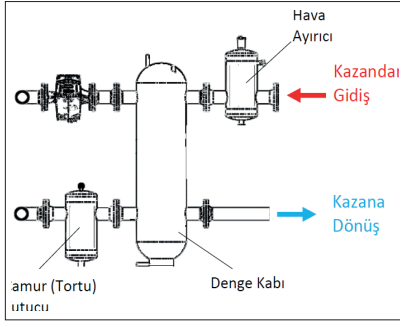 Hava
Ayırıcı
Kazandan
Gidiş
Kazana
Dönüş
Denge Kabı
amur (Tortu)
utucu